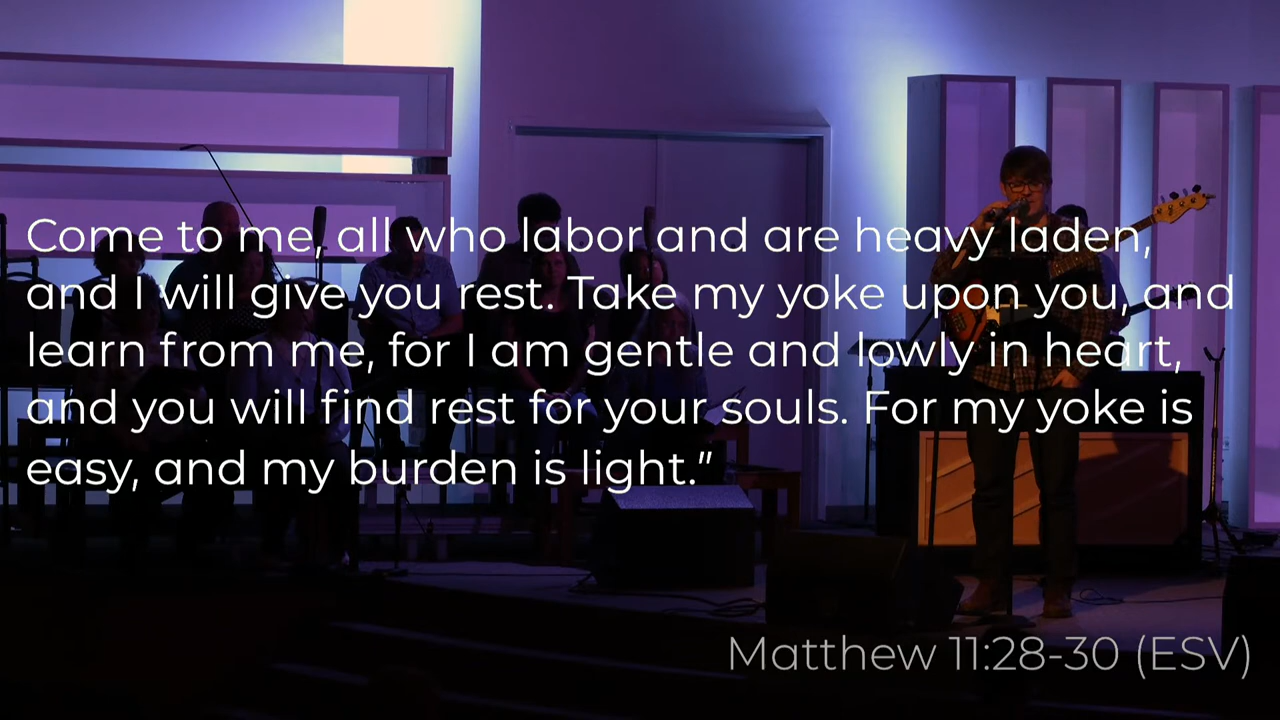 Come to me, all who labor and are heavy laden,
and I will give you rest. Take my yoke upon you, and
learn from me, for I am gentle and lowly in heart,
and you will find rest for your souls. For my yoke is
easy, and my burden is light.”
Matthew 11:28-30 (ESV)